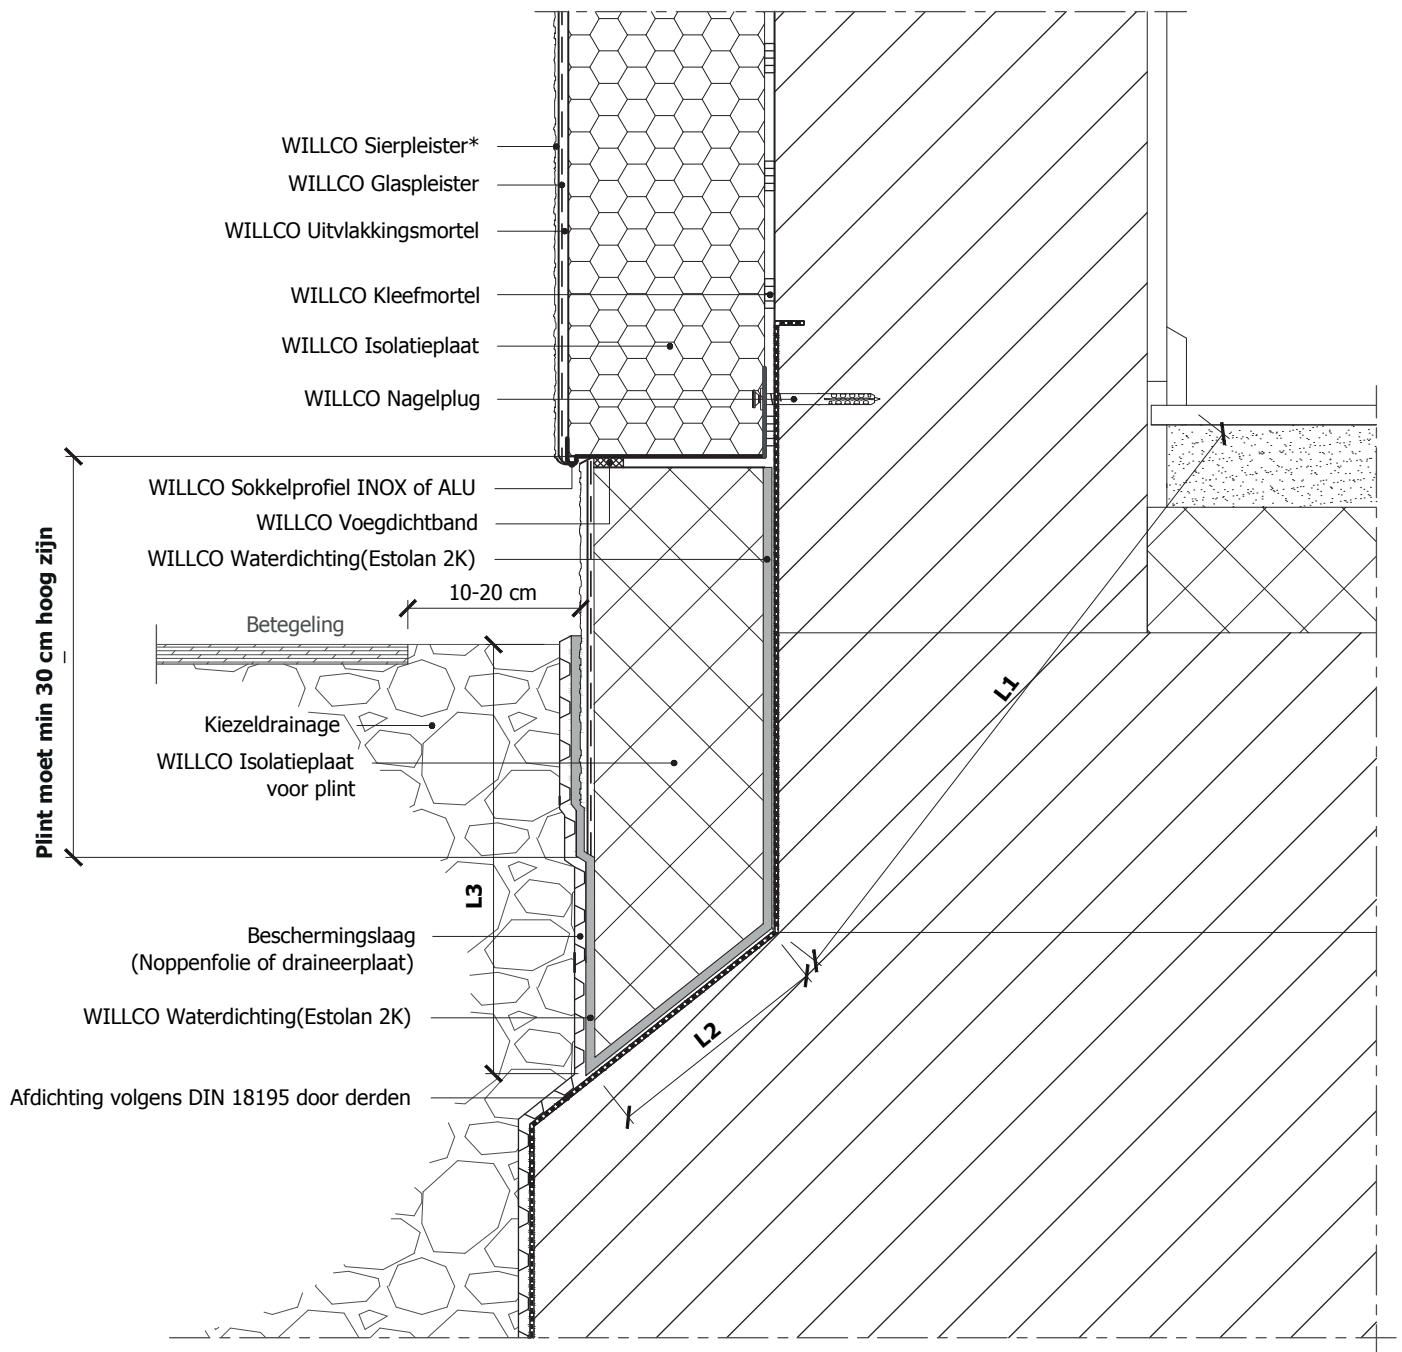 WILLCO Sierpleister*
WILLCO Glaspleister
WILLCO Uitvlakkingsmortel
WILLCO Kleefmortel
WILLCO Isolatieplaat
WILLCO Nagelplug
WILLCO Sokkelprofiel INOX of ALU
WILLCO Voegdichtband
WILLCO Waterdichting(Estolan 2K)
10-20 cm
Betegeling
Plint moet min 30 cm hoog zijn
L1
Kiezeldrainage
WILLCO Isolatieplaat
voor plint
L3
Beschermingslaag
(Noppenfolie of draineerplaat)
WILLCO Waterdichting(Estolan 2K)
L2
Afdichting volgens DIN 18195 door derden